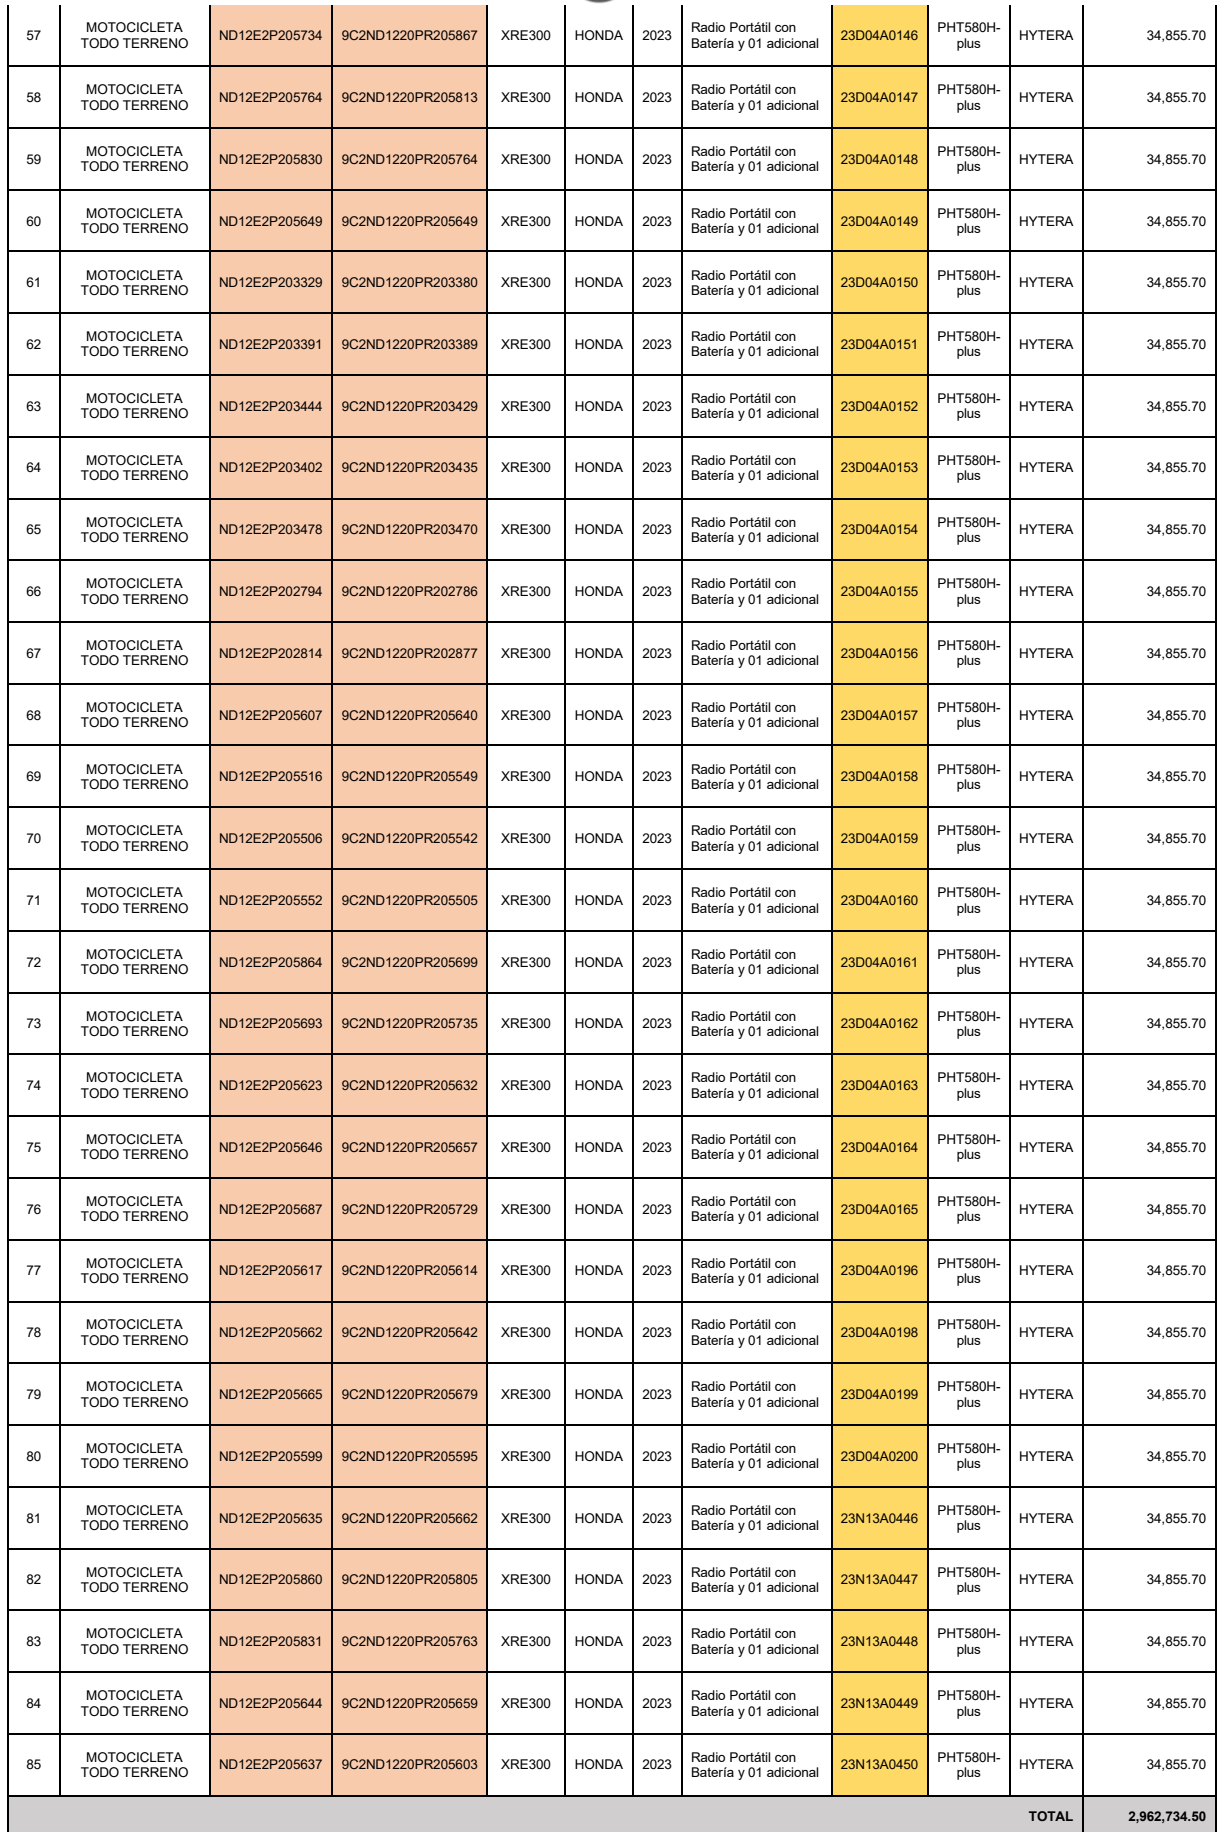 57 MOTOCICLETA TODO TERRENO ND12E2P205734 9C2ND1220PR205867 XRE300 HONDA 2023 Radio Portátil con Batería y 01 adicional 23D04A0146 PHT580H-plus HYTERA 34,855.70
58 MOTOCICLETA TODO TERRENO ND12E2P205764 9C2ND1220PR205813 XRE300 HONDA 2023 Radio Portátil con Batería y 01 adicional 23D04A0147 PHT580H-plus HYTERA 34,855.70
59 MOTOCICLETA TODO TERRENO ND12E2P205830 9C2ND1220PR205764 XRE300 HONDA 2023 Radio Portátil con Batería y 01 adicional 23D04A0148 PHT580H-plus HYTERA 34,855.70
60 MOTOCICLETA TODO TERRENO ND12E2P205649 9C2ND1220PR205649 XRE300 HONDA 2023 Radio Portátil con Batería y 01 adicional 23D04A0149 PHT580H-plus HYTERA 34,855.70
61 MOTOCICLETA TODO TERRENO ND12E2P203329 9C2ND1220PR203380 XRE300 HONDA 2023 Radio Portátil con Batería y 01 adicional 23D04A0150 PHT580H-plus HYTERA 34,855.70
62 MOTOCICLETA TODO TERRENO ND12E2P203391 9C2ND1220PR203389 XRE300 HONDA 2023 Radio Portátil con Batería y 01 adicional 23D04A0151 PHT580H-plus HYTERA 34,855.70
63 MOTOCICLETA TODO TERRENO ND12E2P203444 9C2ND1220PR203429 XRE300 HONDA 2023 Radio Portátil con Batería y 01 adicional 23D04A0152 PHT580H-plus HYTERA 34,855.70
64 MOTOCICLETA TODO TERRENO ND12E2P203402 9C2ND1220PR203435 XRE300 HONDA 2023 Radio Portátil con Batería y 01 adicional 23D04A0153 PHT580H-plus HYTERA 34,855.70
65 MOTOCICLETA TODO TERRENO ND12E2P203478 9C2ND1220PR203470 XRE300 HONDA 2023 Radio Portátil con Batería y 01 adicional 23D04A0154 PHT580H-plus HYTERA 34,855.70
66 MOTOCICLETA TODO TERRENO ND12E2P202794 9C2ND1220PR202786 XRE300 HONDA 2023 Radio Portátil con Batería y 01 adicional 23D04A0155 PHT580H-plus HYTERA 34,855.70
67 MOTOCICLETA TODO TERRENO ND12E2P202814 9C2ND1220PR202877 XRE300 HONDA 2023 Radio Portátil con Batería y 01 adicional 23D04A0156 PHT580H-plus HYTERA 34,855.70
68 MOTOCICLETA TODO TERRENO ND12E2P205607 9C2ND1220PR205640 XRE300 HONDA 2023 Radio Portátil con Batería y 01 adicional 23D04A0157 PHT580H-plus HYTERA 34,855.70
69 MOTOCICLETA TODO TERRENO ND12E2P205516 9C2ND1220PR205549 XRE300 HONDA 2023 Radio Portátil con Batería y 01 adicional 23D04A0158 PHT580H-plus HYTERA 34,855.70
70 MOTOCICLETA TODO TERRENO ND12E2P205506 9C2ND1220PR205542 XRE300 HONDA 2023 Radio Portátil con Batería y 01 adicional 23D04A0159 PHT580H-plus HYTERA 34,855.70
71 MOTOCICLETA TODO TERRENO ND12E2P205552 9C2ND1220PR205505 XRE300 HONDA 2023 Radio Portátil con Batería y 01 adicional 23D04A0160 PHT580H-plus HYTERA 34,855.70
72 MOTOCICLETA TODO TERRENO ND12E2P205864 9C2ND1220PR205699 XRE300 HONDA 2023 Radio Portátil con Batería y 01 adicional 23D04A0161 PHT580H-plus HYTERA 34,855.70
73 MOTOCICLETA TODO TERRENO ND12E2P205693 9C2ND1220PR205735 XRE300 HONDA 2023 Radio Portátil con Batería y 01 adicional 23D04A0162 PHT580H-plus HYTERA 34,855.70
74 MOTOCICLETA TODO TERRENO ND12E2P205623 9C2ND1220PR205632 XRE300 HONDA 2023 Radio Portátil con Batería y 01 adicional 23D04A0163 PHT580H-plus HYTERA 34,855.70
75 MOTOCICLETA TODO TERRENO ND12E2P205646 9C2ND1220PR205657 XRE300 HONDA 2023 Radio Portátil con Batería y 01 adicional 23D04A0164 PHT580H-plus HYTERA 34,855.70
76 MOTOCICLETA TODO TERRENO ND12E2P205687 9C2ND1220PR205729 XRE300 HONDA 2023 Radio Portátil con Batería y 01 adicional 23D04A0165 PHT580H-plus HYTERA 34,855.70
77 MOTOCICLETA TODO TERRENO ND12E2P205617 9C2ND1220PR205614 XRE300 HONDA 2023 Radio Portátil con Batería y 01 adicional 23D04A0196 PHT580H-plus HYTERA 34,855.70
78 MOTOCICLETA TODO TERRENO ND12E2P205662 9C2ND1220PR205642 XRE300 HONDA 2023 Radio Portátil con Batería y 01 adicional 23D04A0198 PHT580H-plus HYTERA 34,855.70
79 MOTOCICLETA TODO TERRENO ND12E2P205665 9C2ND1220PR205679 XRE300 HONDA 2023 Radio Portátil con Batería y 01 adicional 23D04A0199 PHT580H-plus HYTERA 34,855.70
80 MOTOCICLETA TODO TERRENO ND12E2P205599 9C2ND1220PR205595 XRE300 HONDA 2023 Radio Portátil con Batería y 01 adicional 23D04A0200 PHT580H-plus HYTERA 34,855.70
81 MOTOCICLETA TODO TERRENO ND12E2P205635 9C2ND1220PR205662 XRE300 HONDA 2023 Radio Portátil con Batería y 01 adicional 23N13A0446 PHT580H-plus HYTERA 34,855.70
82 MOTOCICLETA TODO TERRENO ND12E2P205860 9C2ND1220PR205805 XRE300 HONDA 2023 Radio Portátil con Batería y 01 adicional 23N13A0447 PHT580H-plus HYTERA 34,855.70
83 MOTOCICLETA TODO TERRENO ND12E2P205831 9C2ND1220PR205763 XRE300 HONDA 2023 Radio Portátil con Batería y 01 adicional 23N13A0448 PHT580H-plus HYTERA 34,855.70
84 MOTOCICLETA TODO TERRENO ND12E2P205644 9C2ND1220PR205659 XRE300 HONDA 2023 Radio Portátil con Batería y 01 adicional 23N13A0449 PHT580H-plus HYTERA 34,855.70
85 MOTOCICLETA TODO TERRENO ND12E2P205637 9C2ND1220PR205603 XRE300 HONDA 2023 Radio Portátil con Batería y 01 adicional 23N13A0450 PHT580H-plus HYTERA 34,855.70
TOTAL 2,962,734.50